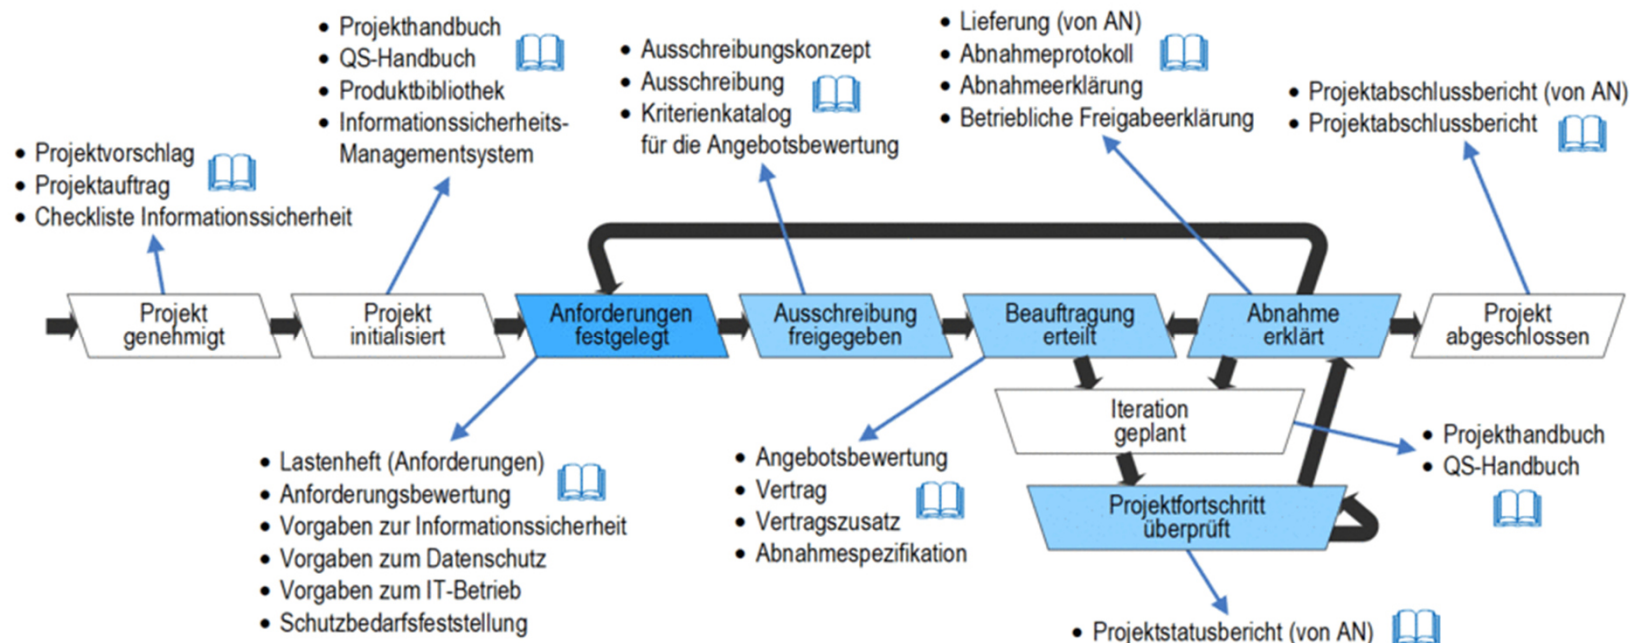 • Projekthandbuch
• QS-Handbuch
• Produktbibliothek
• Informationssicherheits-
Managementsystem
• Ausschreibungskonzept
• Ausschreibung
• Kriterienkatalog
für die Angebotsbewertung
• Lieferung (von AN)
• Abnahmeprotokoll
• Abnahmeerklärung
• Betriebliche Freigabeerklärung
• Projektabschlussbericht (von AN)
• Projektabschlussbericht
• Projektvorschlag
• Projektauftrag
• Checkliste Informationssicherheit
Projekt
genehmigt
Projekt
initialisiert
Anforderungen
festgelegt
Ausschreibung
freigegeben
Beauftragung
erteilt
Abnahme
erklärt
Projekt
abgeschlossen
Iteration
geplant
Projektfortschritt
überprüft
• Lastenheft (Anforderungen)
• Anforderungsbewertung
• Vorgaben zur Informationssicherheit
• Vorgaben zum Datenschutz
• Vorgaben zum IT-Betrieb
• Schutzbedarfsfeststellung
• Angebotsbewertung
• Vertrag
• Vertragszusatz
• Abnahmespezifikation
• Projekthandbuch
• QS-Handbuch
• Projektstatusbericht (von AN)